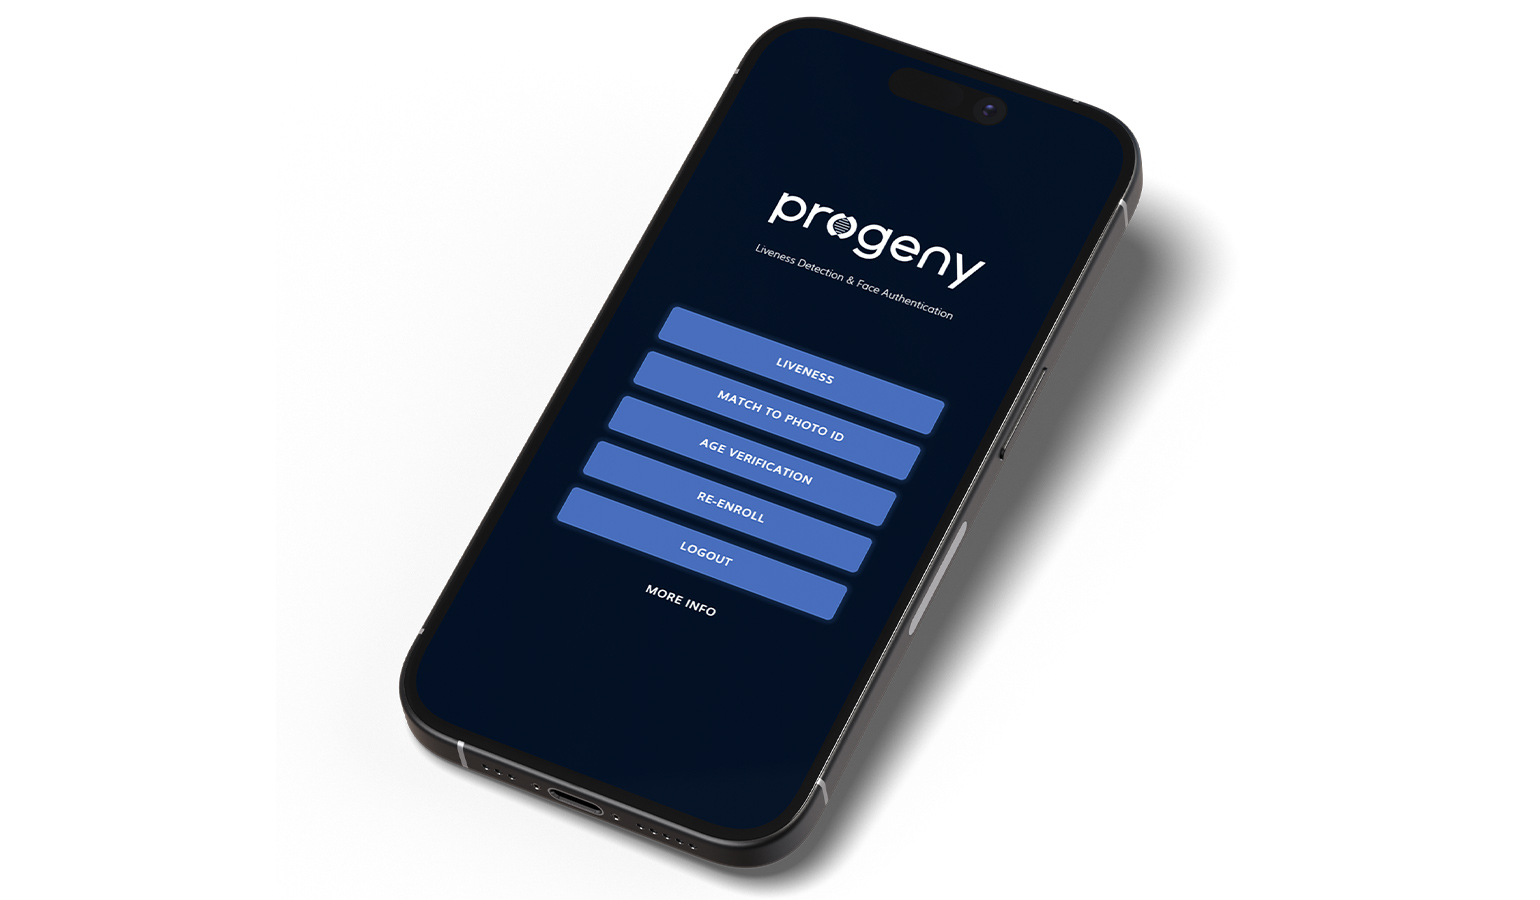 progeny
Liveness Detection & Face Authentication
LIVENESS
MATCH TO PHOTO ID
AGE VERIFICATION
RE-ENROLL
LOGOUT
MORE INFO